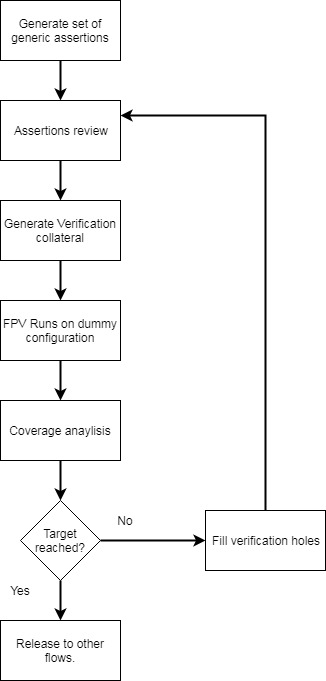 Generate set of
generic assertions
Assertions review
Generate Verification
collateral
FPV Runs on dummy
configuration
Coverage anaylisis
Target
reached?
No
Fill verification holes
Yes
Release to other
flows.